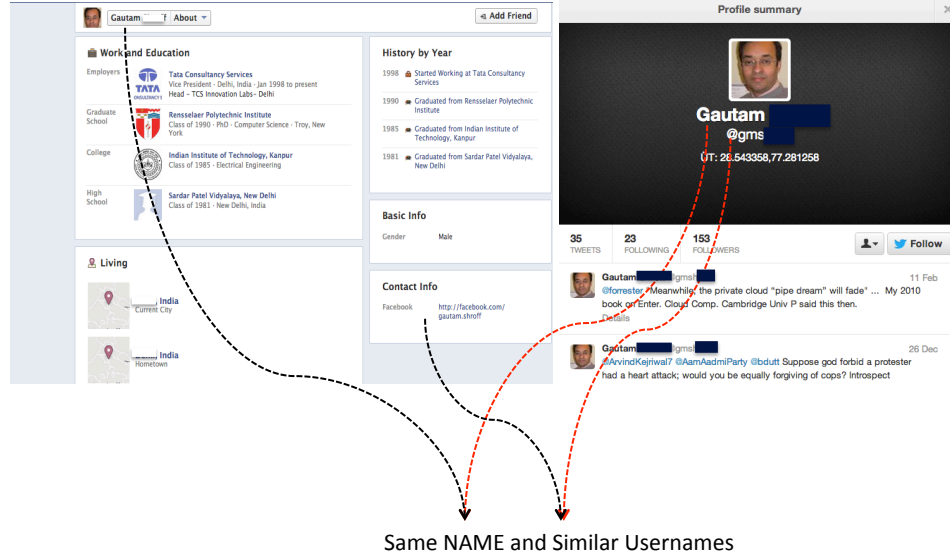 Gautam f About
Add Friend
Work and Education
Employers
TATA
CONSULTANCY
Tata Consultancy Services
Vice President - Delhi, India - Jan 1998 to present
Head - TCS Innovation Labs- Delhi
Graduate School
Rensselaer Polytechnic Institute
Class of 1990 · PhD · Computer Science · Troy, New York
College
Indian Institute of Technology, Kanpur
Class of 1985 · Electrical Engineering
High School
Sardar Patel Vidyalaya, New Delhi
Class of 1981 · New Delhi, India
Living
India
Current City
India
Hometown
History by Year
1998 Started Working at Tata Consultancy Services
1990 Graduated from Rensselaer Polytechnic Institute
1985 Graduated from Indian Institute of Technology, Kanpur
1981 Graduated from Sardar Patel Vidyalaya, New Delhi
Basic Info
Gender Male
Contact Info
Facebook http://facebook.com/
gautam.shroff
Profile summary
Gautam
@gms
ÜT: 28.543358,77.281258
35 TWEETS
23 FOLLOWING
153 FOLLOWERS
Follow
Gautam @gmsh 11 Feb
@forrester "Meanwhile, the private cloud "pipe dream" will fade" ... My 2010
book on Enter. Cloud Comp. Cambridge Univ P said this then.
Details
Gautam @gmsh 26 Dec
@ArvindKejriwal7 @AamAadmiParty @bdutt Suppose god forbid a protester
had a heart attack; would you be equally forgiving of cops? Introspect
Same NAME and Similar Usernames